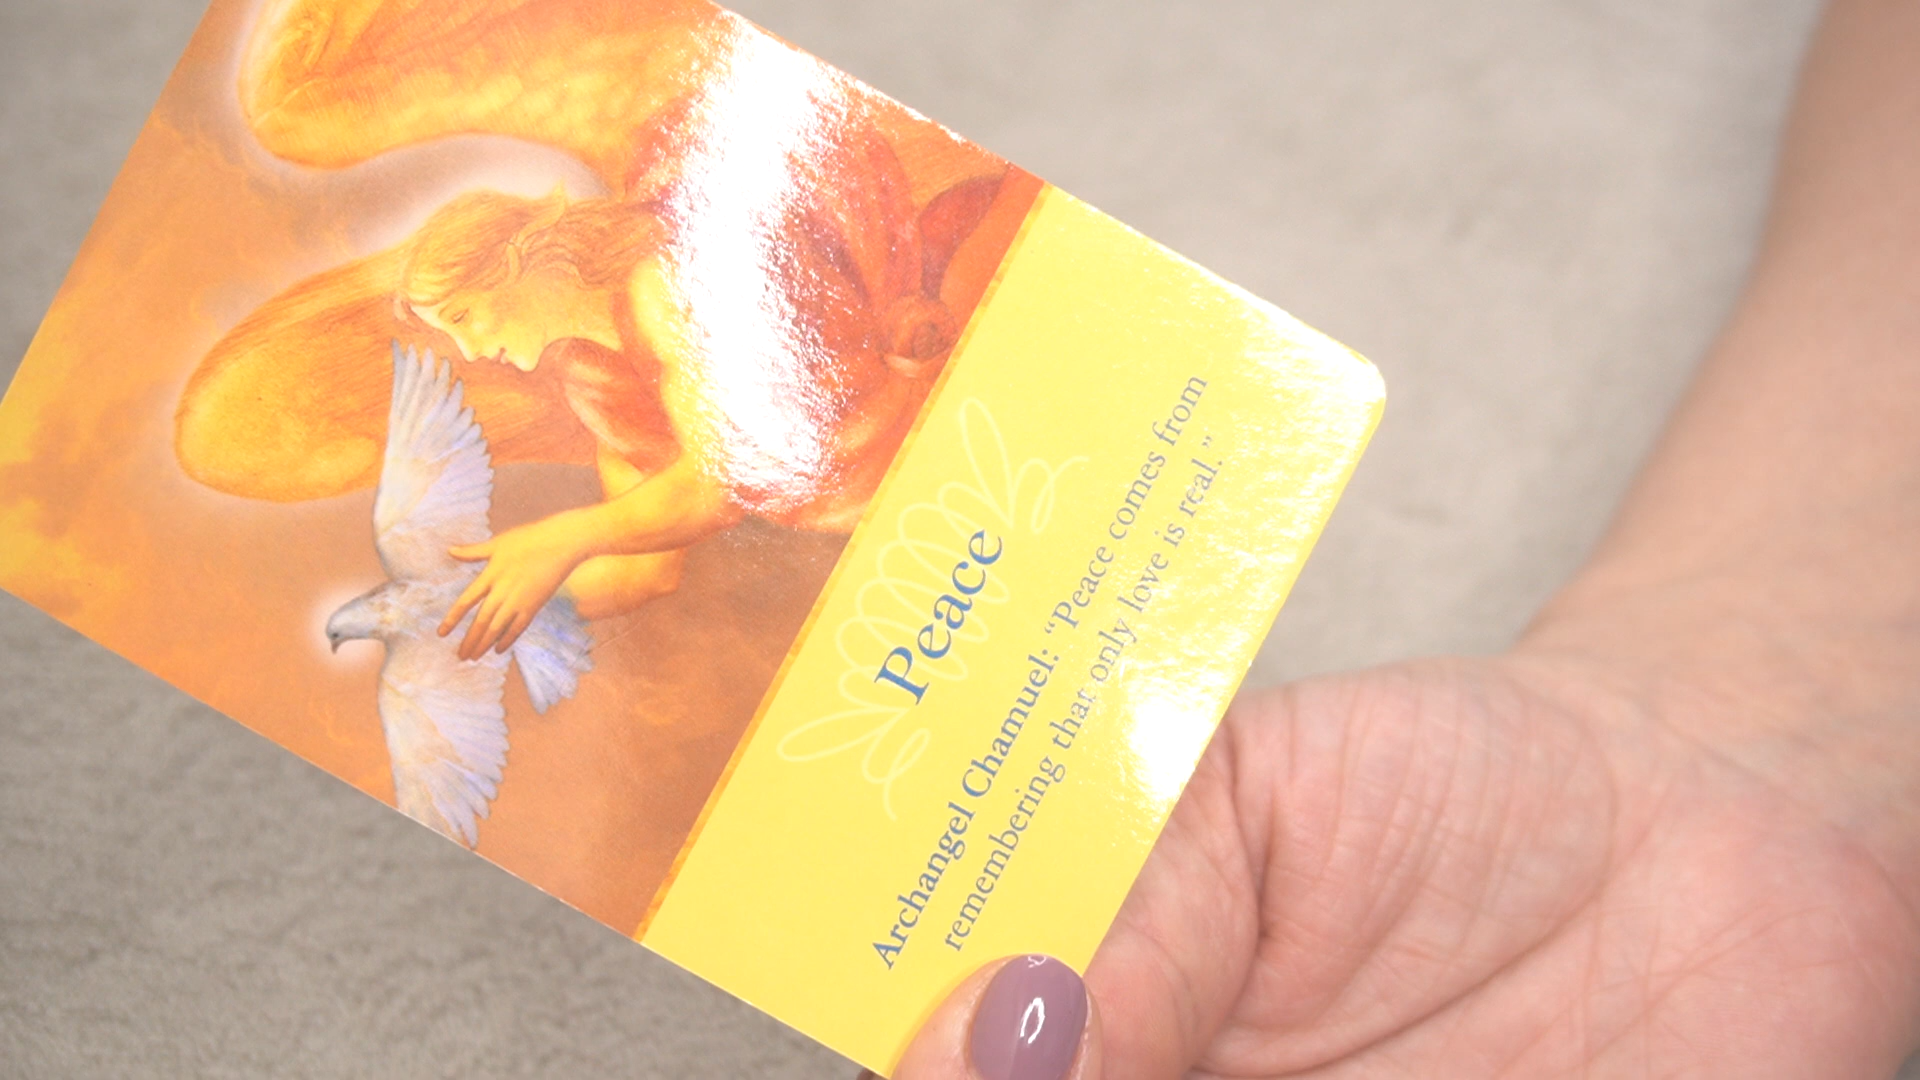 Peace
Archangel Chamuel: “Peace comes from
remembering that only love is real.”